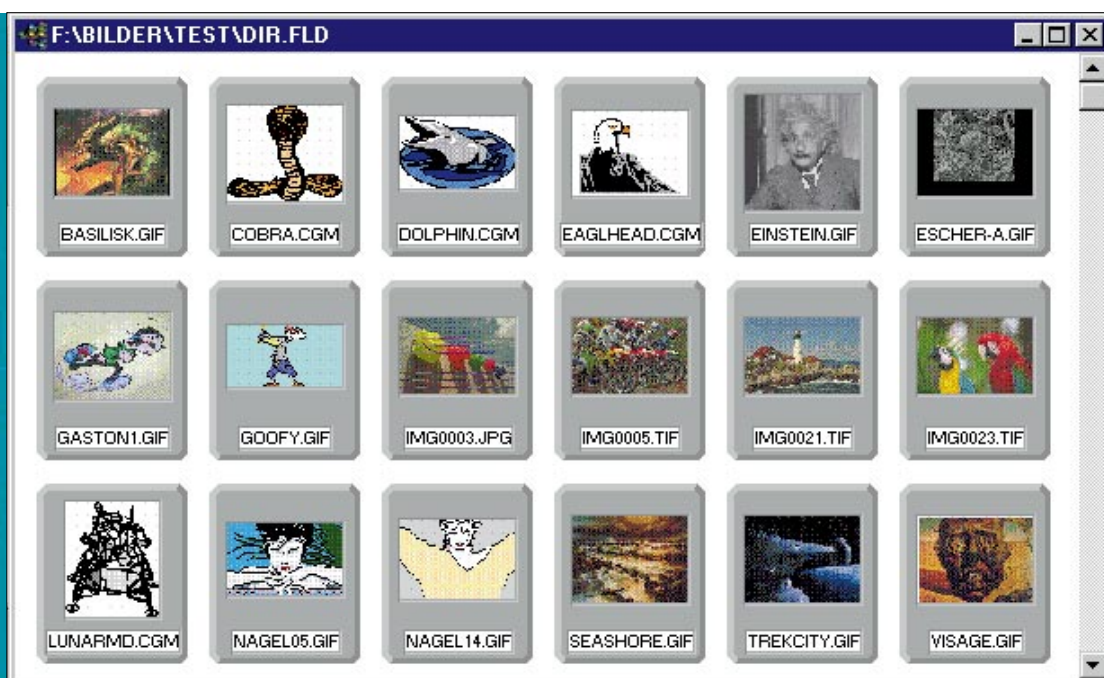 F:\BILDER\TEST\DIR.FLD
BASILISK.GIF
COBRA.CGM
DOLPHIN.CGM
EAGLHEAD.CGM
EINSTEIN.GIF
ESCHER-A.GIF
GASTON1.GIF
GOOFY.GIF
IMG0003.JPG
IMG0005.TIF
IMG0021.TIF
IMG0023.TIF
LUNARMD.CGM
NAGEL05.GIF
NAGEL14.GIF
SEASHORE.GIF
TREKCITY.GIF
VISAGE.GIF